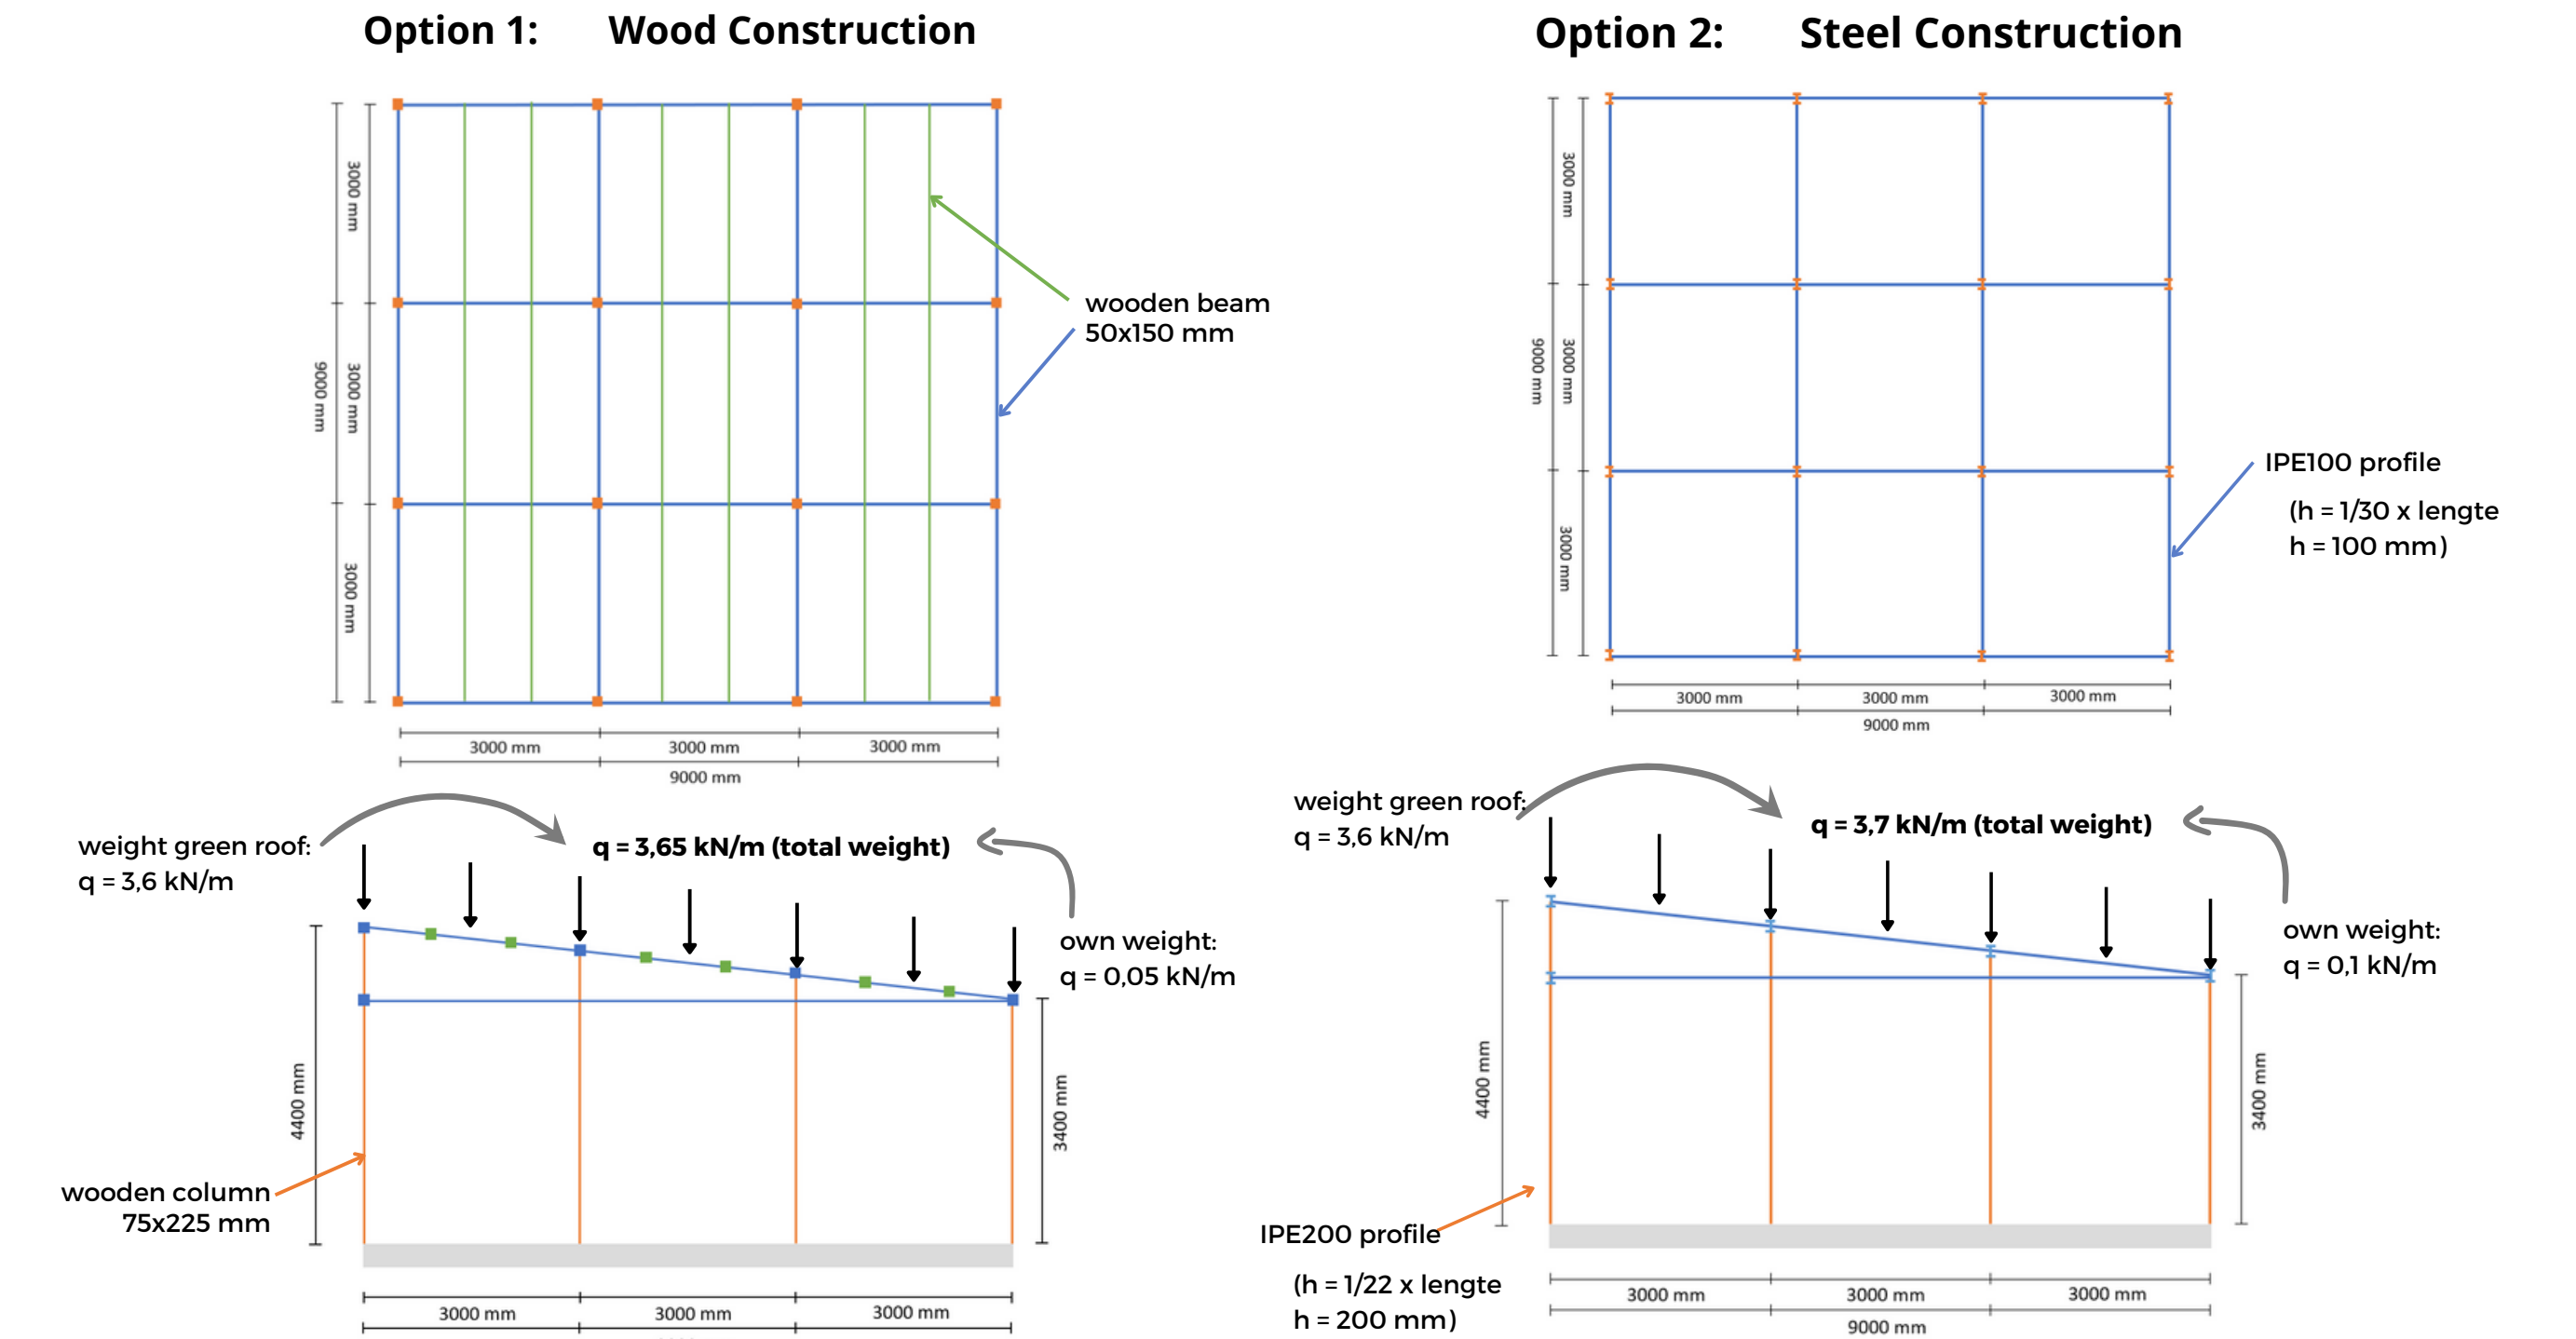 Option 1: Wood Construction
3000 mm
3000 mm
9000 mm
3000 mm
wooden beam
50x150 mm
3000 mm
3000 mm
3000 mm
9000 mm
weight green roof:
q = 3,6 kN/m
q = 3,65 kN/m (total weight)
own weight:
q = 0,05 kN/m
4400 mm
3400 mm
wooden column
75x225 mm
3000 mm
3000 mm
3000 mm
Option 2: Steel Construction
3000 mm
3000 mm
9000 mm
3000 mm
IPE100 profile
(h = 1/30 x lengte
h = 100 mm)
3000 mm
3000 mm
3000 mm
9000 mm
weight green roof:
q = 3,6 kN/m
q = 3,7 kN/m (total weight)
own weight:
q = 0,1 kN/m
4400 mm
3400 mm
IPE200 profile
(h = 1/22 x lengte
h = 200 mm)
3000 mm
3000 mm
3000 mm
9000 mm